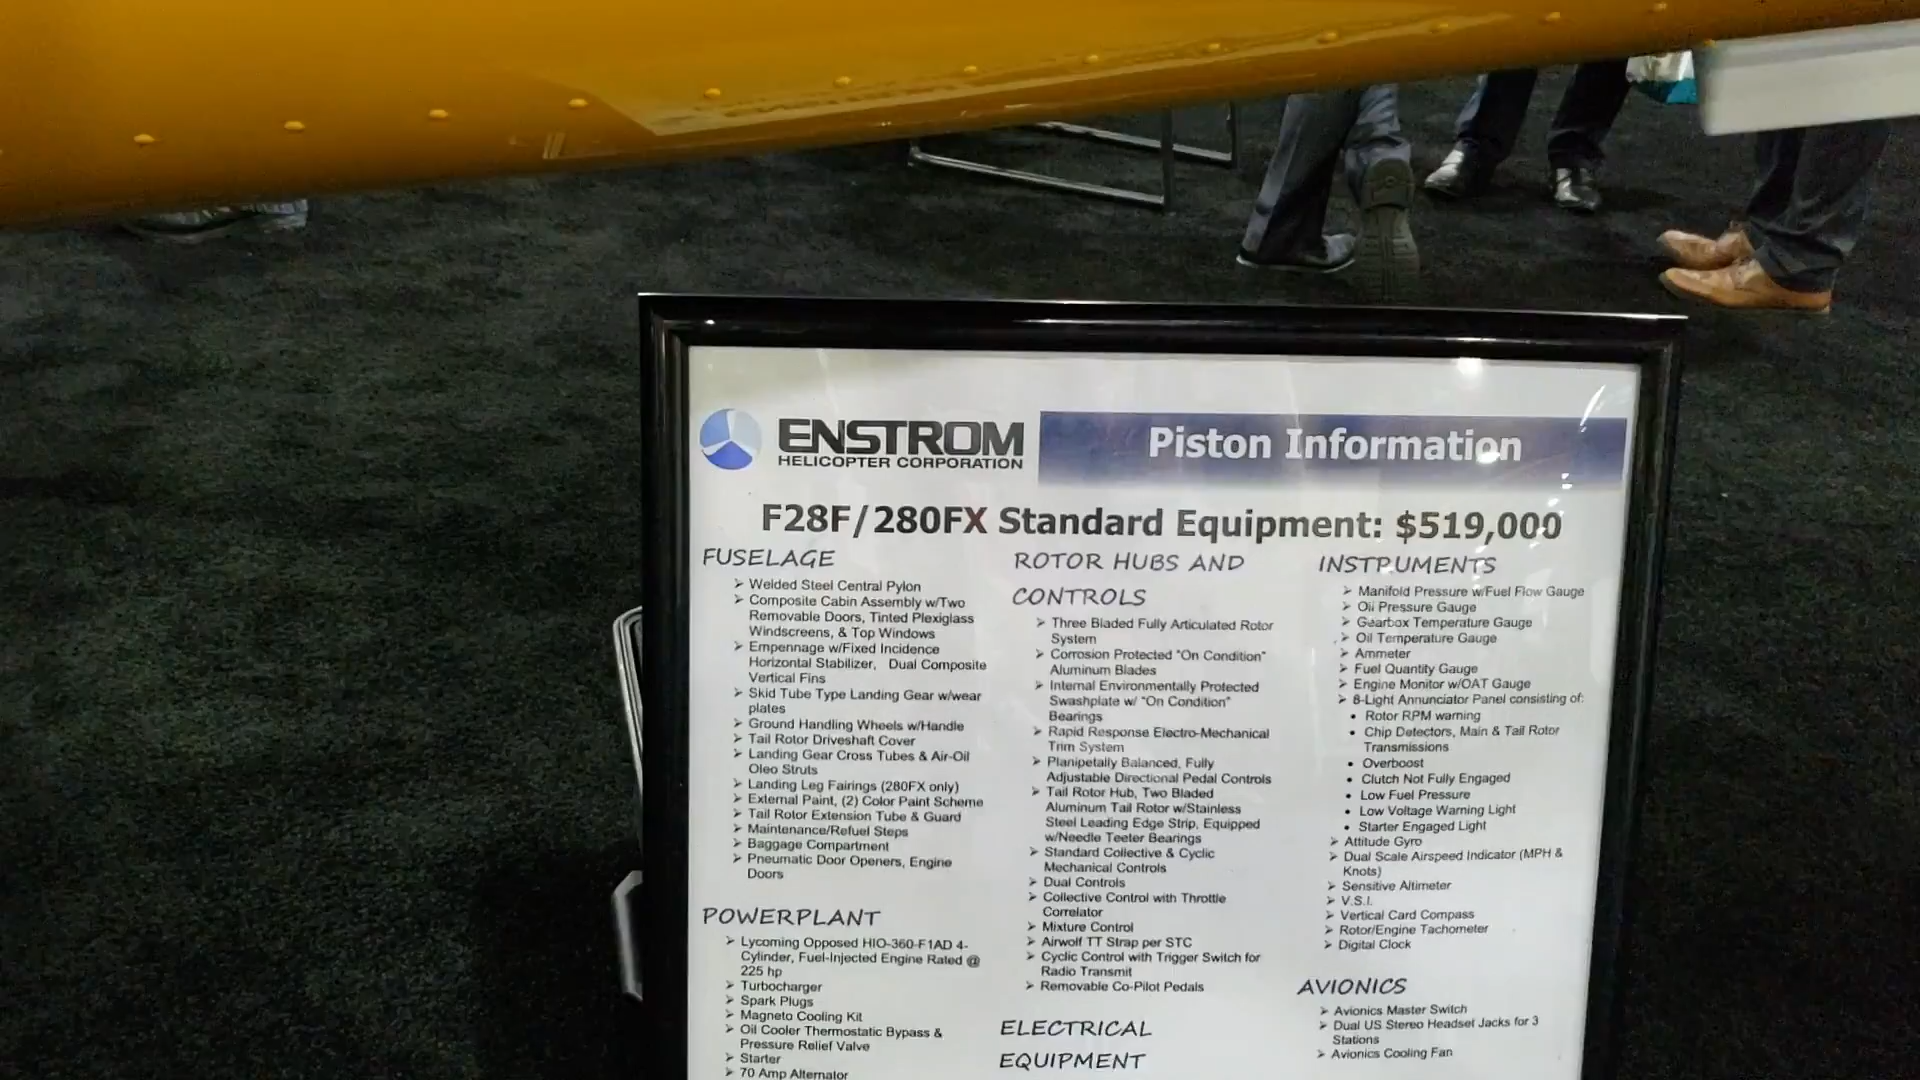 ENSTROM
HELICOPTER CORPORATION
Piston Information
F28F/280FX Standard Equipment: $519,000
FUSELAGE
➢ Welded Steel Central Pylon
➢ Composite Cabin Assembly w/Two
Removable Doors, Tinted Plexiglass
Windscreens, & Top Windows
➢ Empennage w/Fixed Incidence
Horizontal Stabilizer, Dual Composite
Vertical Fins
➢ Skid Tube Type Landing Gear w/wear
plates
➢ Ground Handling Wheels w/Handle
➢ Tail Rotor Driveshaft Cover
➢ Landing Gear Cross Tubes & Air-Oil
Oleo Struts
➢ Landing Leg Fairings (280FX only)
➢ External Paint, (2) Color Paint Scheme
➢ Tail Rotor Extension Tube & Guard
➢ Maintenance/Refuel Steps
➢ Baggage Compartment
➢ Pneumatic Door Openers, Engine
Doors
POWERPLANT
➢ Lycoming Opposed HIO-360-F1AD 4-
Cylinder, Fuel-Injected Engine Rated @
225 hp
➢ Turbocharger
➢ Spark Plugs
➢ Magneto Cooling Kit
➢ Oil Cooler Thermostatic Bypass &
Pressure Relief Valve
➢ Starter
➢ 70 Amp Alternator
ROTOR HUBS AND
CONTROLS
➢ Three Bladed Fully Articulated Rotor
System
➢ Corrosion Protected "On Condition"
Aluminum Blades
➢ Internal Environmentally Protected
Swashplate w/ "On Condition"
Bearings
➢ Rapid Response Electro-Mechanical
Trim System
➢ Planipetally Balanced, Fully
Adjustable Directional Pedal Controls
➢ Tail Rotor Hub, Two Bladed
Aluminum Tail Rotor w/Stainless
Steel Leading Edge Strip, Equipped
w/Needle Teeter Bearings
➢ Standard Collective & Cyclic
Mechanical Controls
➢ Dual Controls
➢ Collective Control with Throttle
Correlator
➢ Mixture Control
➢ Airwolf TT Strap per STC
➢ Cyclic Control with Trigger Switch for
Radio Transmit
➢ Removable Co-Pilot Pedals
ELECTRICAL
EQUIPMENT
INSTRUMENTS
➢ Manifold Pressure w/Fuel Flow Gauge
➢ Oil Pressure Gauge
➢ Gearbox Temperature Gauge
➢ Oil Temperature Gauge
➢ Ammeter
➢ Fuel Quantity Gauge
➢ Engine Monitor w/OAT Gauge
➢ 8-Light Annunciator Panel consisting of:
• Rotor RPM warning
• Chip Detectors, Main & Tail Rotor
Transmissions
• Overboost
• Clutch Not Fully Engaged
• Low Fuel Pressure
• Low Voltage Warning Light
• Starter Engaged Light
➢ Attitude Gyro
➢ Dual Scale Airspeed Indicator (MPH &
Knots)
➢ Sensitive Altimeter
➢ V.S.I.
➢ Vertical Card Compass
➢ Rotor/Engine Tachometer
➢ Digital Clock
AVIONICS
➢ Avionics Master Switch
➢ Dual US Stereo Headset Jacks for 3
Stations
➢ Avionics Cooling Fan